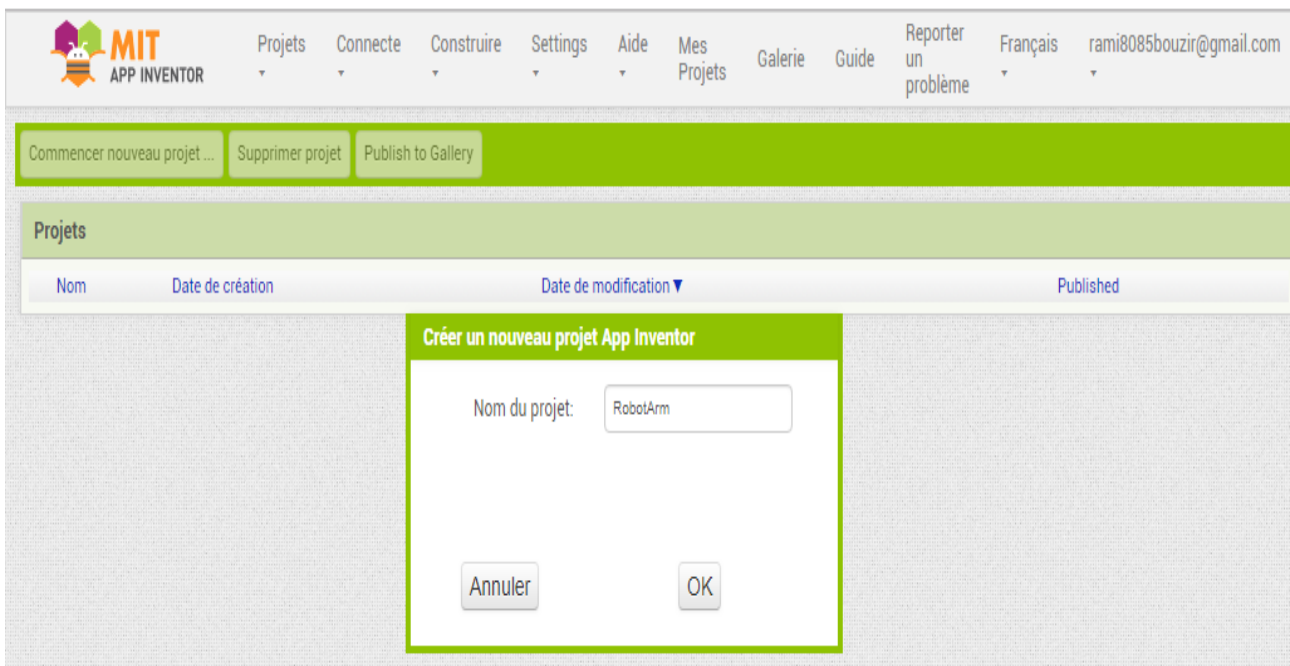 MIT
APP INVENTOR
Projets
Connecte
Construire
Settings
Aide
Mes
Projets
Galerie
Guide
Reporter
un
problème
Français
rami8085bouzir@gmail.com
Commencer nouveau projet ...
Supprimer projet
Publish to Gallery
Projets
Nom
Date de création
Date de modification▼
Published
Créer un nouveau projet App Inventor
Nom du projet:
RobotArm
Annuler
OK